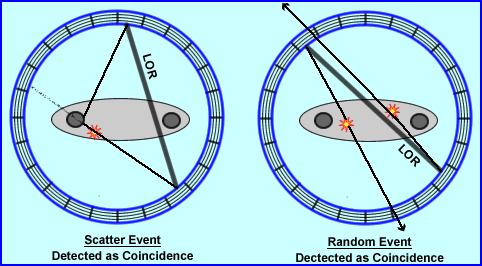 LOR
LOR
Scatter Event
Detected as Coincidence
Random Event
Dectected as Coincidence